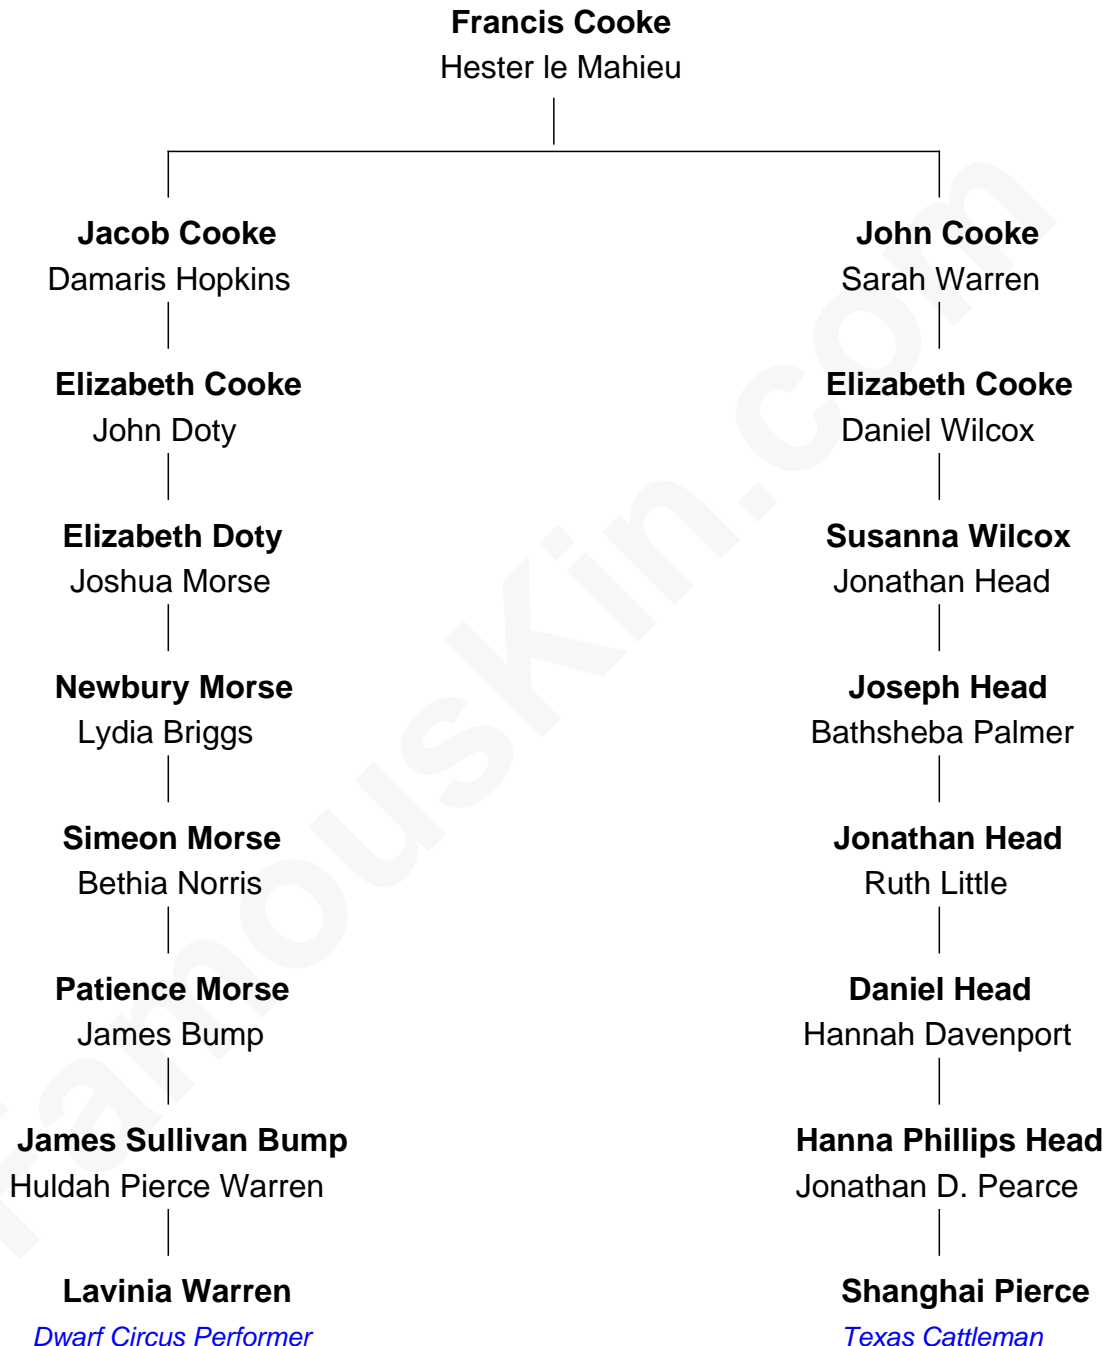 Francis Cooke
Hester le Mahieu
Jacob Cooke
Damaris Hopkins
Elizabeth Cooke
John Doty
Elizabeth Doty
Joshua Morse
Newbury Morse
Lydia Briggs
Simeon Morse
Bethia Norris
Patience Morse
James Bump
James Sullivan Bump
Huldah Pierce Warren
Lavinia Warren
Dwarf Circus Performer
John Cooke
Sarah Warren
Elizabeth Cooke
Daniel Wilcox
Susanna Wilcox
Jonathan Head
Joseph Head
Bathsheba Palmer
Jonathan Head
Ruth Little
Daniel Head
Hannah Davenport
Hanna Phillips Head
Jonathan D. Pearce
Shanghai Pierce
Texas Cattleman
FamousKin.com